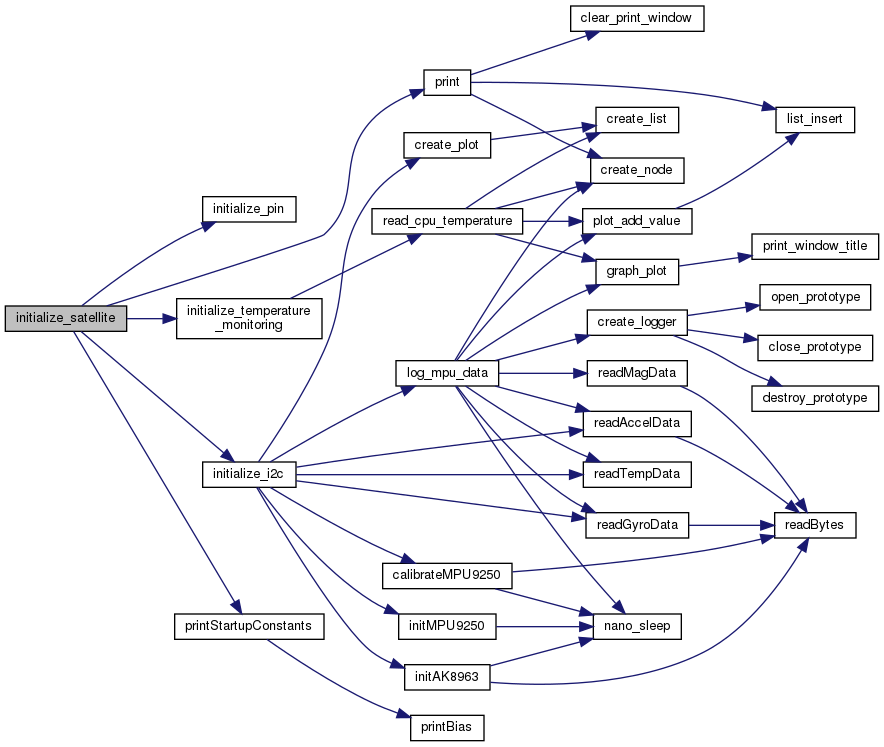 clear_print_window
print
create_list
list_insert
create_plot
create_node
initialize_pin
read_cpu_temperature
plot_add_value
print_window_title
graph_plot
open_prototype
initialize_satellite
initialize_temperature
_monitoring
create_logger
close_prototype
log_mpu_data
readMagData
destroy_prototype
readAccelData
initialize_i2c
readTempData
readGyroData
readBytes
calibrateMPU9250
printStartupConstants
initMPU9250
nano_sleep
initAK8963
printBias